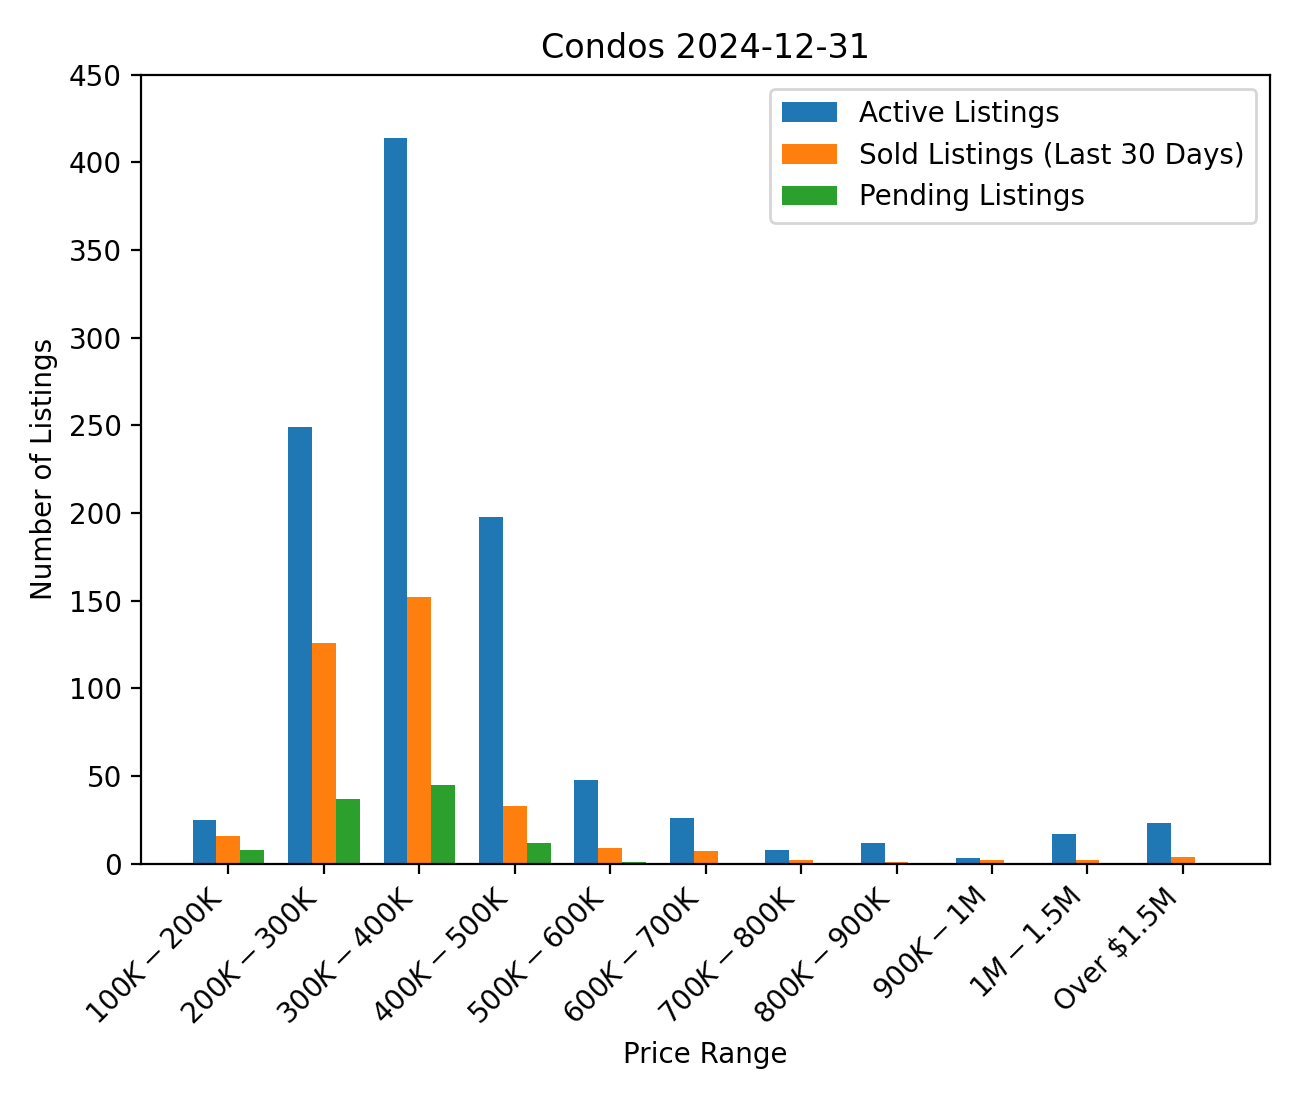 Condos 2024-12-31
450
400
350
300
250
200
150
100
50
0
Number of Listings
Active Listings
Sold Listings (Last 30 Days)
Pending Listings
100K − 200K
200K − 300K
300K − 400K
400K − 500K
500K − 600K
600K − 700K
700K − 800K
800K − 900K
900K − 1M
1M − 1.5M
Over $1.5M
Price Range